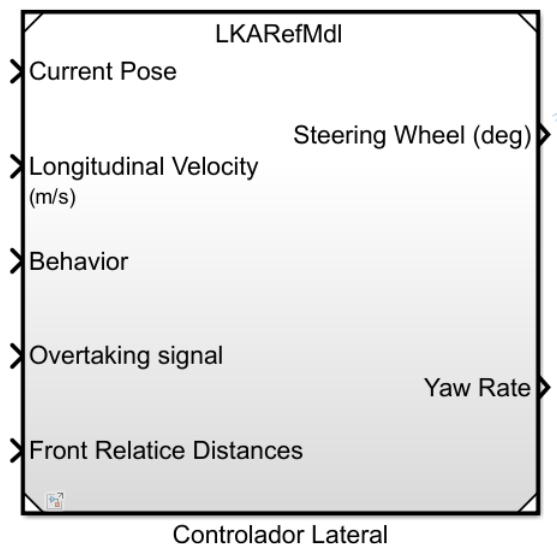 LKARefMdl
Current Pose
Steering Wheel (deg)
Longitudinal Velocity
(m/s)
Behavior
Overtaking signal
Yaw Rate
Front Relatice Distances
Controlador Lateral